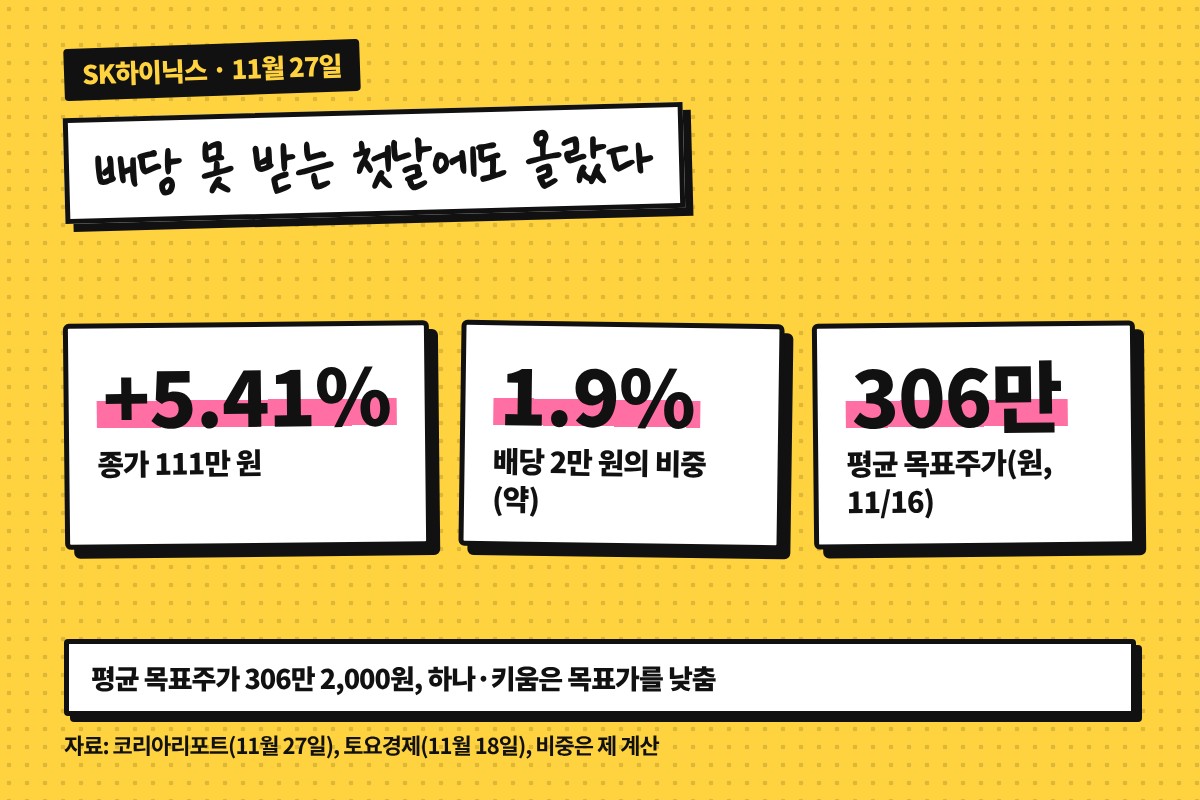 SK하이닉스 · 11월 27일
배당 못 받는 첫날에도 올랐다
+5.41%
종가 111만 원
1.9%
배당 2만 원의 비중
(약)
306만
평균 목표주가(원,
11/16)
평균 목표주가 306만 2,000원, 하나·키움은 목표가를 낮춤
자료: 코리아리포트(11월 27일), 토요경제(11월 18일), 비중은 제 계산